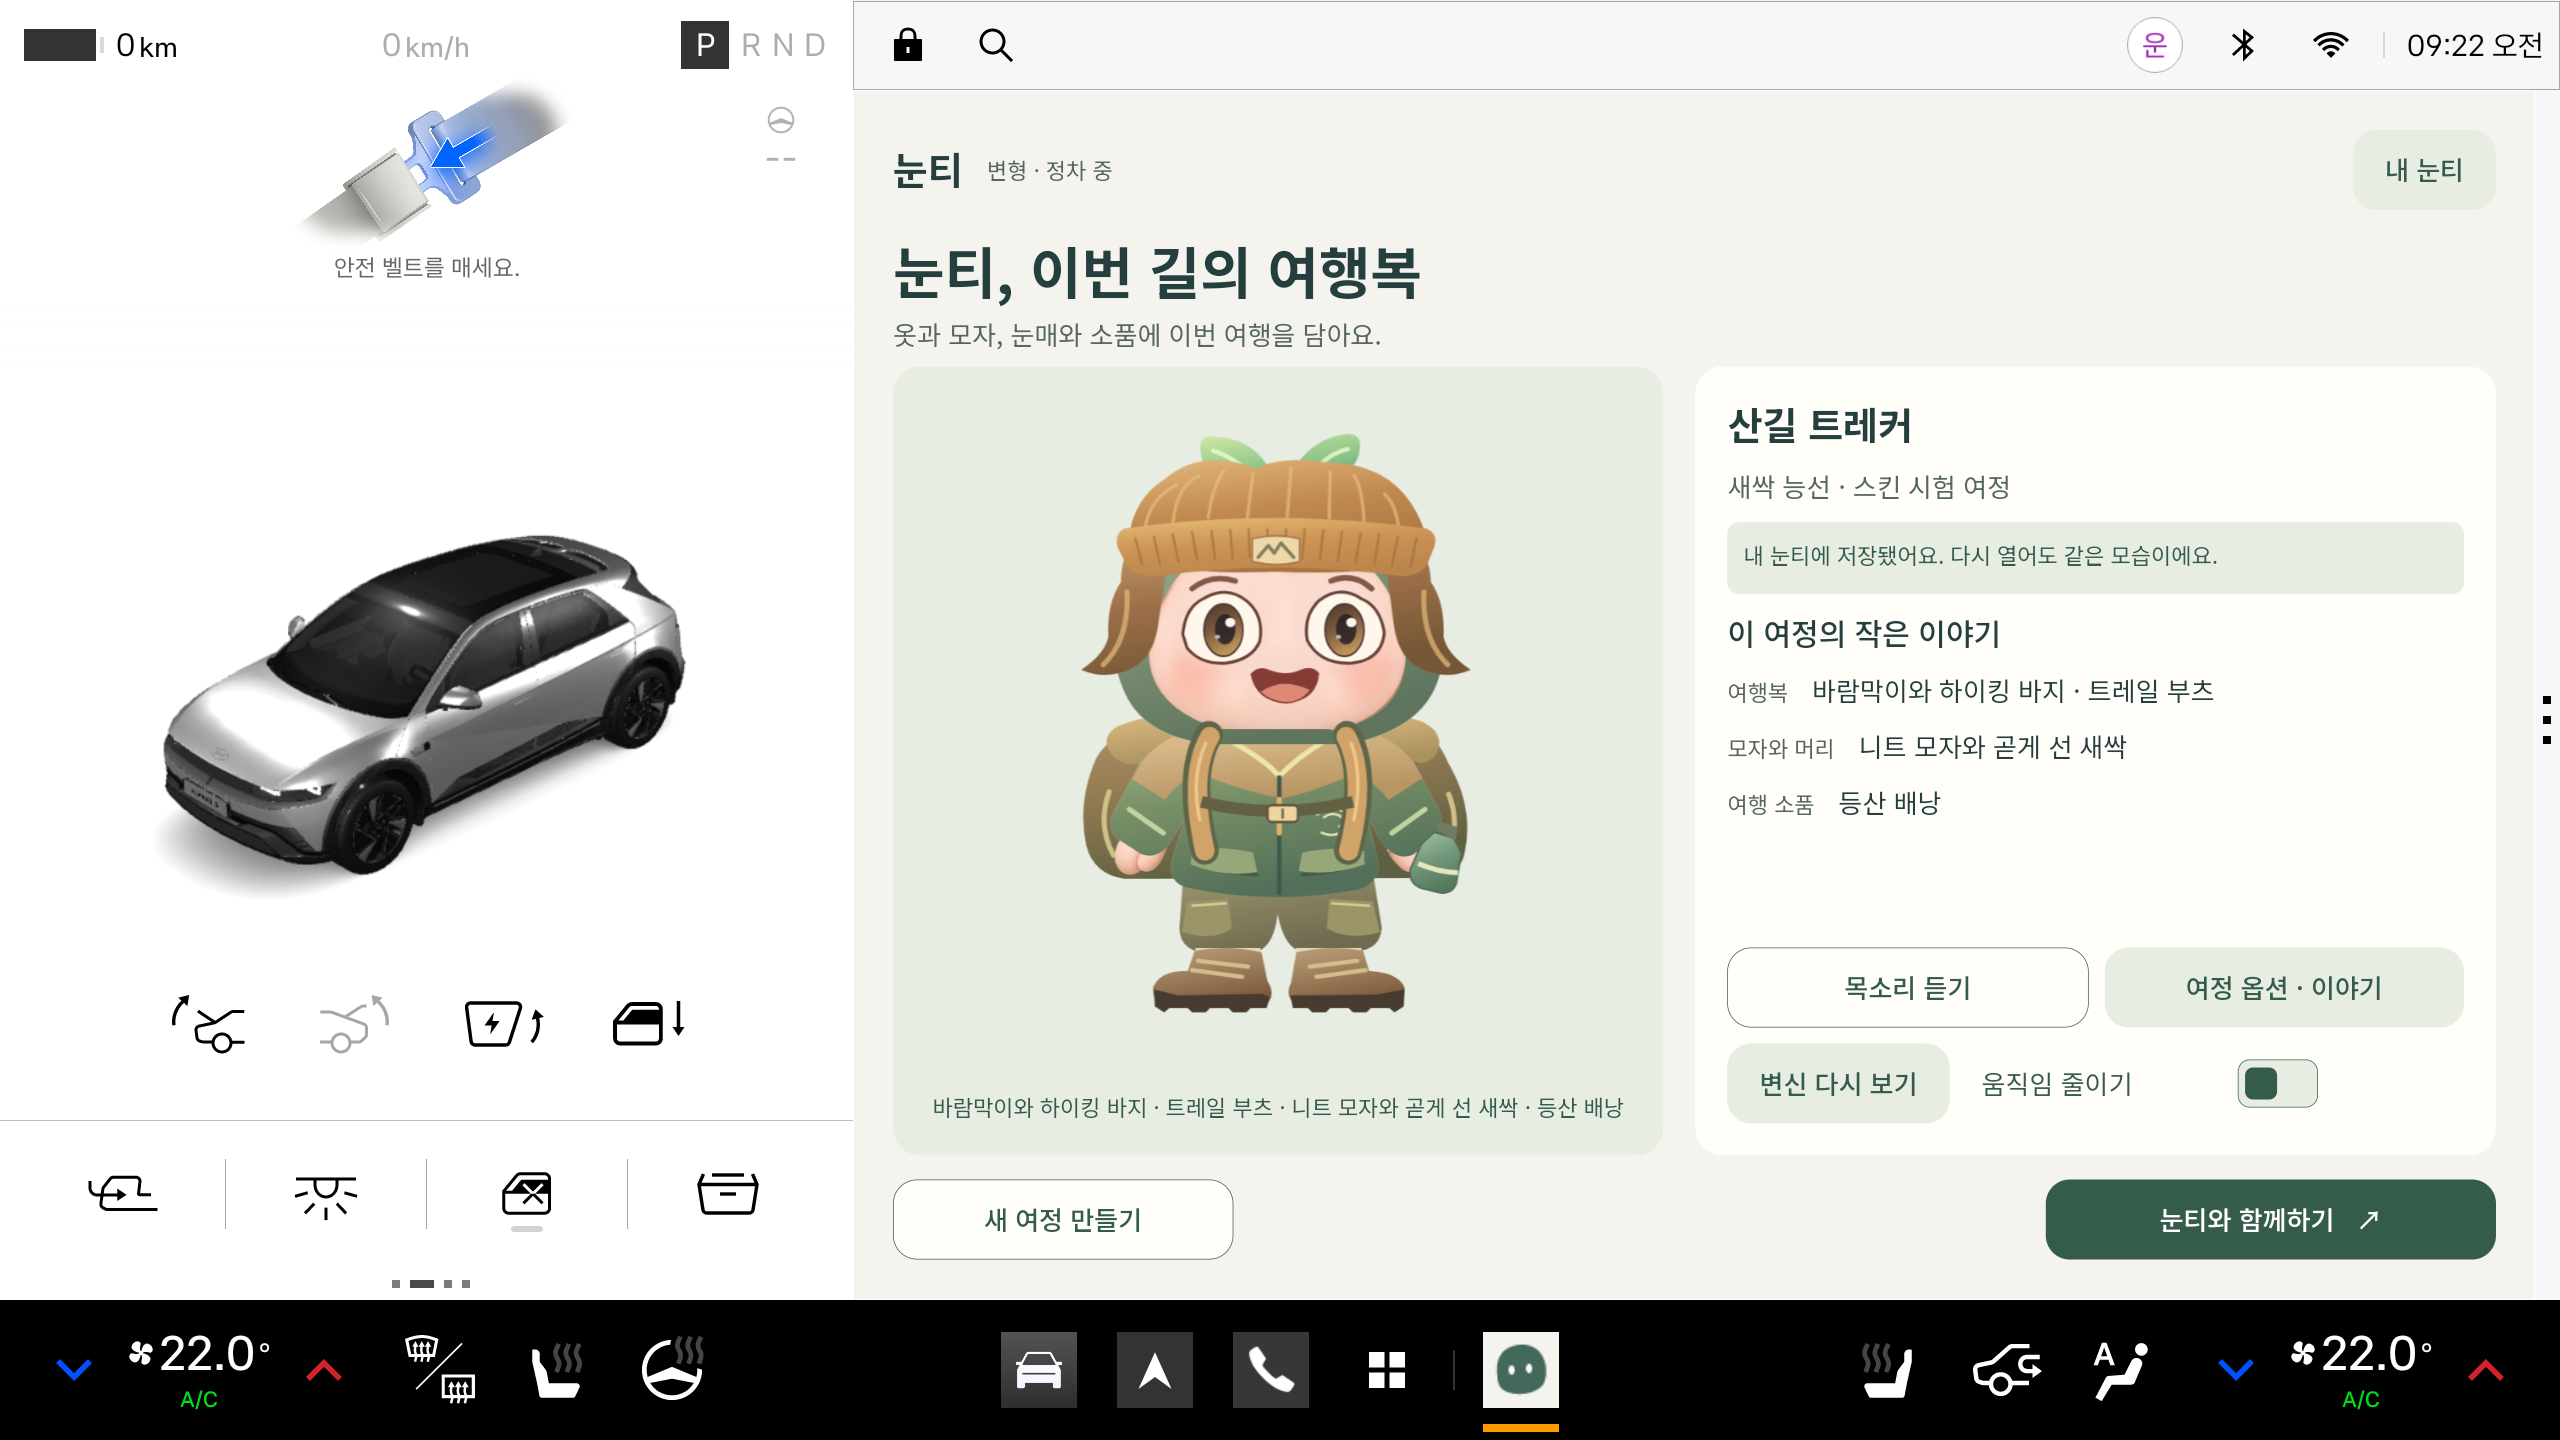 0 km
0 km/h
P R N D
운
09:22 오전
안전 벨트를 매세요.
눈티 변형 · 정차 중
내 눈티
눈티, 이번 길의 여행복
옷과 모자, 눈매와 소품에 이번 여행을 담아요.
바람막이와 하이킹 바지 · 트레일 부츠 · 니트 모자와 곧게 선 새싹 · 등산 배낭
산길 트레커
새싹 능선 · 스킨 시험 여정
내 눈티에 저장됐어요. 다시 열어도 같은 모습이에요.
이 여정의 작은 이야기
여행복 바람막이와 하이킹 바지 · 트레일 부츠
모자와 머리 니트 모자와 곧게 선 새싹
여행 소품 등산 배낭
목소리 듣기
여정 옵션 · 이야기
변신 다시 보기
움직임 줄이기
새 여정 만들기
눈티와 함께하기 ↗
22.0°
A/C
A
22.0°
A/C